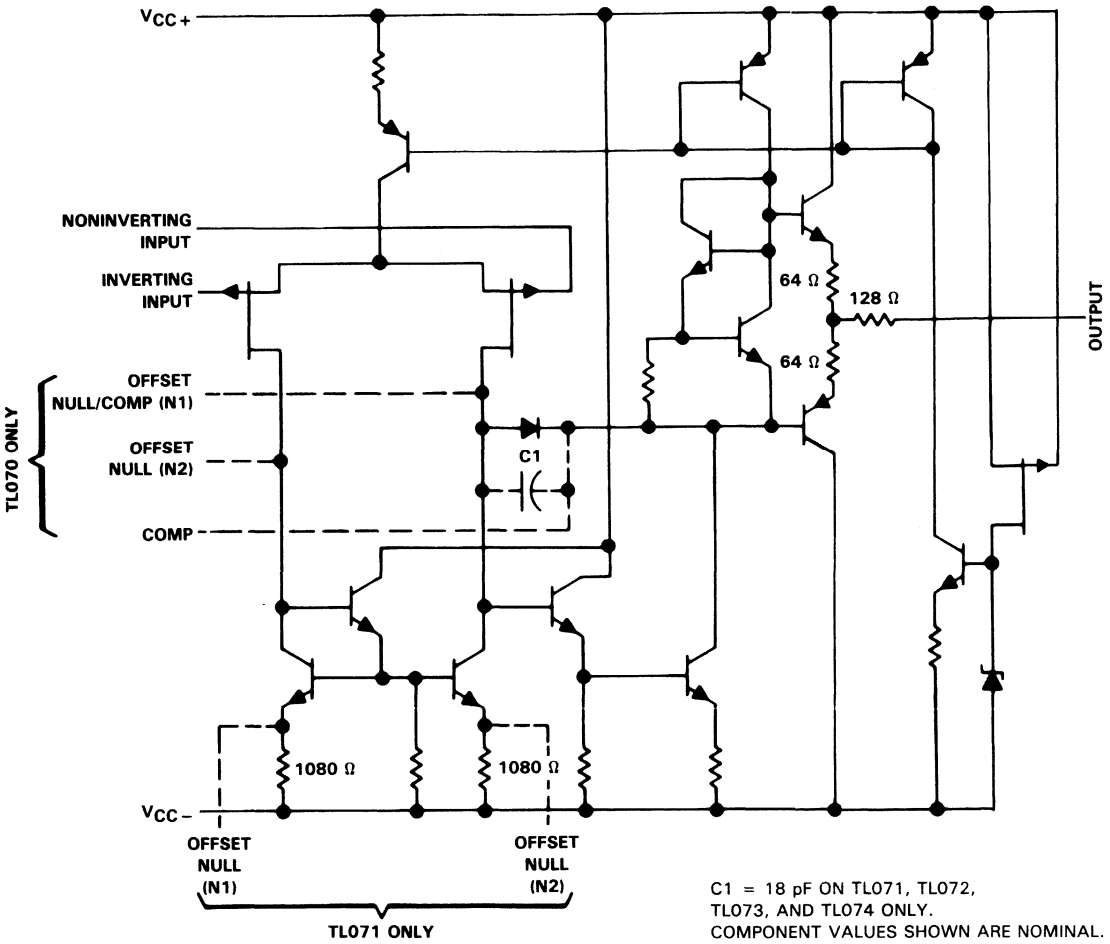 VCC+
NONINVERTING
INPUT
INVERTING
INPUT
64 Ω
128 Ω
OUTPUT
64 Ω
OFFSET
NULL/COMP (N1)
OFFSET
NULL (N2)
TL070 ONLY
C1
COMP
1080 Ω
1080 Ω
VCC−
OFFSET
NULL
(N1)
OFFSET
NULL
(N2)
TL071 ONLY
C1 = 18 pF ON TL071, TL072,
TL073, AND TL074 ONLY.
COMPONENT VALUES SHOWN ARE NOMINAL.